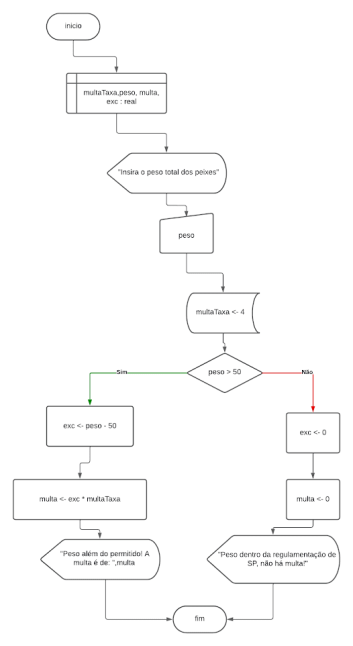 inicio
multaTaxa,peso, multa,
exc : real
"Insira o peso total dos peixes"
peso
multaTaxa <- 4
peso > 50
Sim
Não
exc <- peso - 50
exc <- 0
multa <- exc * multaTaxa
multa <- 0
"Peso além do permitido! A
multa é de: ",multa
"Peso dentro da regulamentação de
SP, não há multa!"
fim